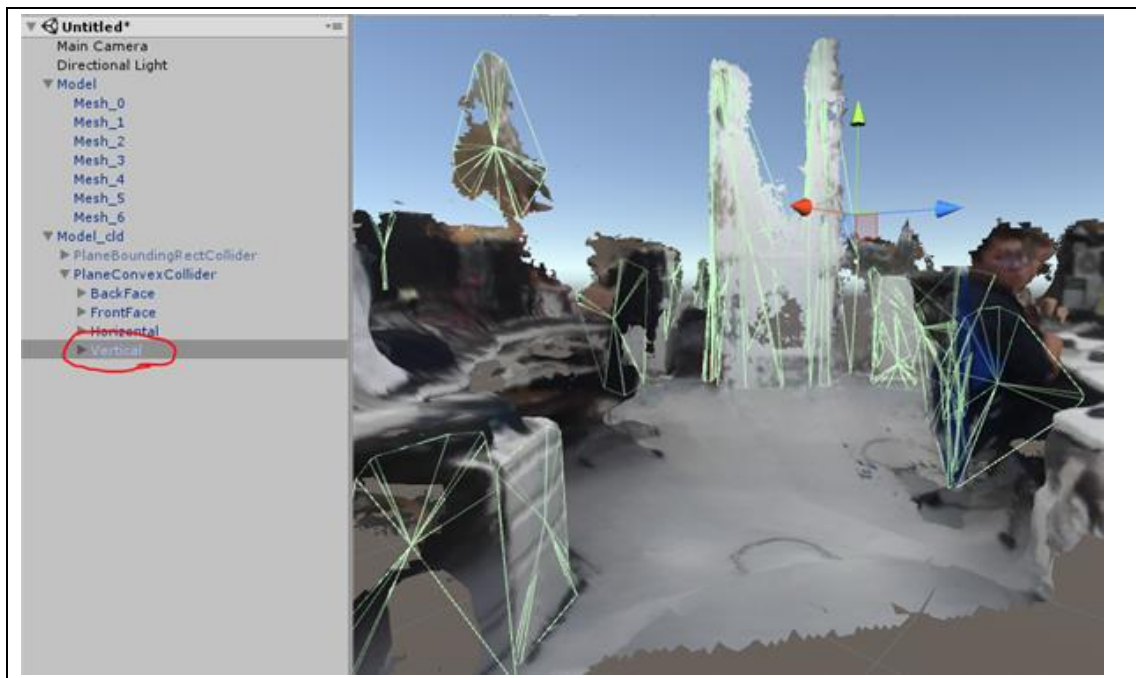 Untitled*
Main Camera
Directional Light
Model
Mesh_0
Mesh_1
Mesh_2
Mesh_3
Mesh_4
Mesh_5
Mesh_6
Model_cld
PlaneBoundingRectCollider
PlaneConvexCollider
BackFace
FrontFace
Horizontal
Vertical